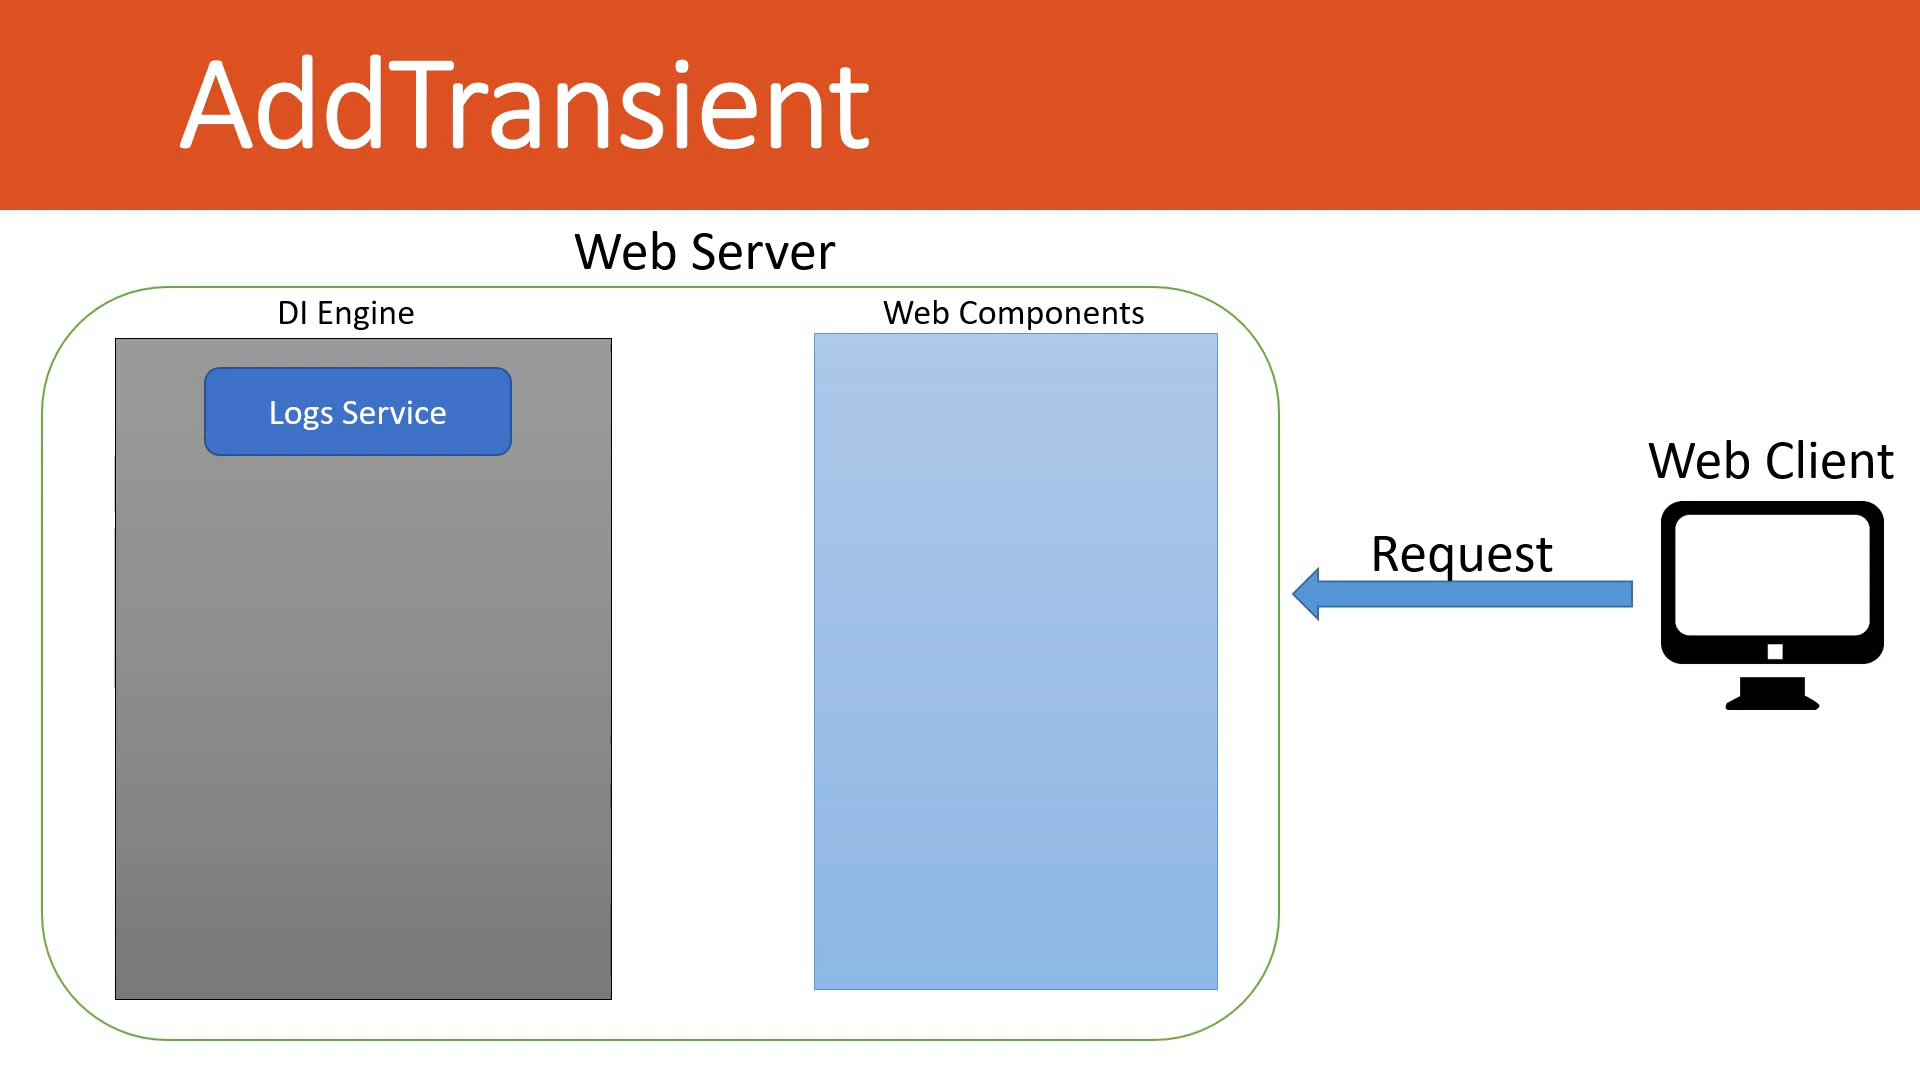 AddTransient
Web Server
DI Engine
Web Components
Logs Service
Web Client
Request